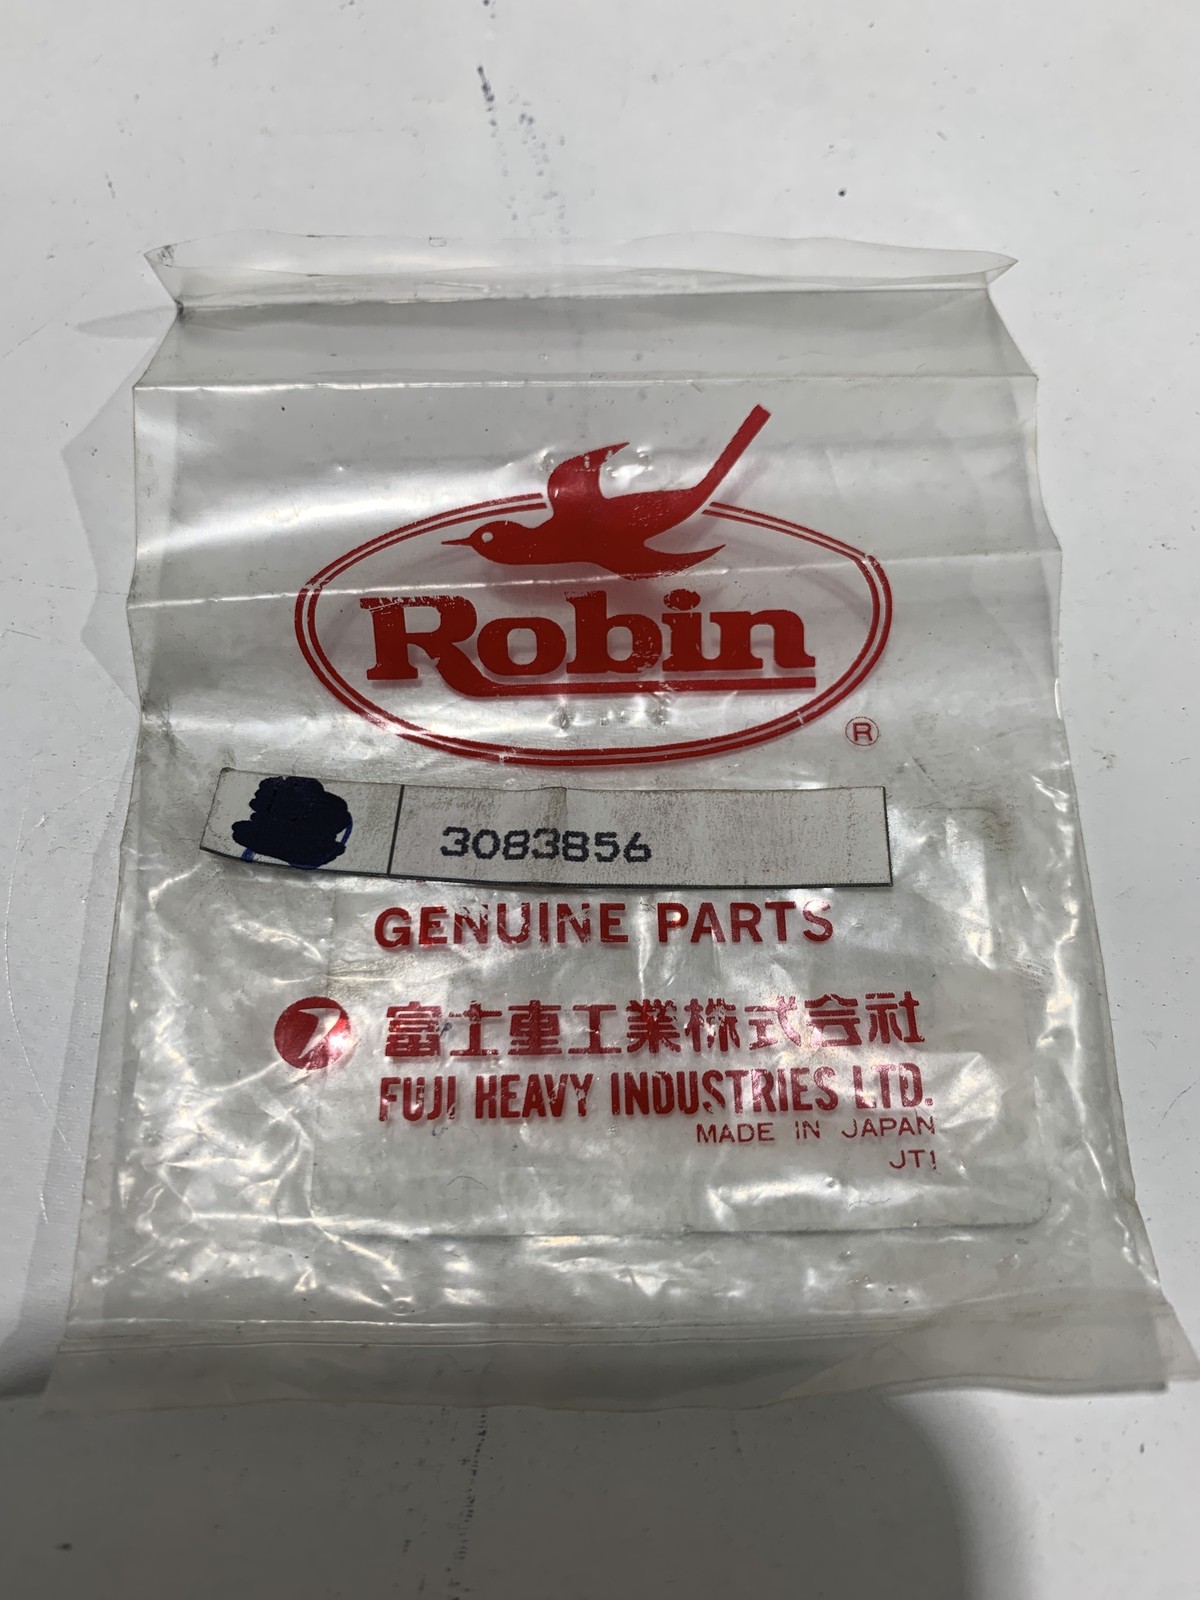 Robin
®
3083856
GENUINE PARTS
富士重工業株式会社
FUJI HEAVY INDUSTRIES LTD.
MADE IN JAPAN
JT1